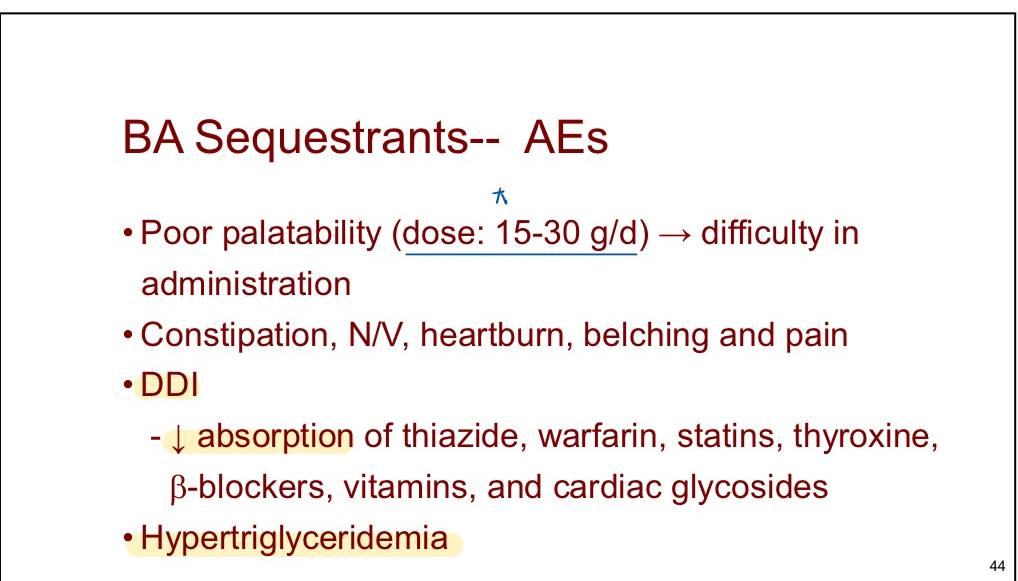 BA Sequestrants-- AEs
• Poor palatability (dose: 15-30 g/d) → difficulty in
administration
• Constipation, N/V, heartburn, belching and pain
• DDI
- ↓ absorption of thiazide, warfarin, statins, thyroxine,
β-blockers, vitamins, and cardiac glycosides
• Hypertriglyceridemia
44